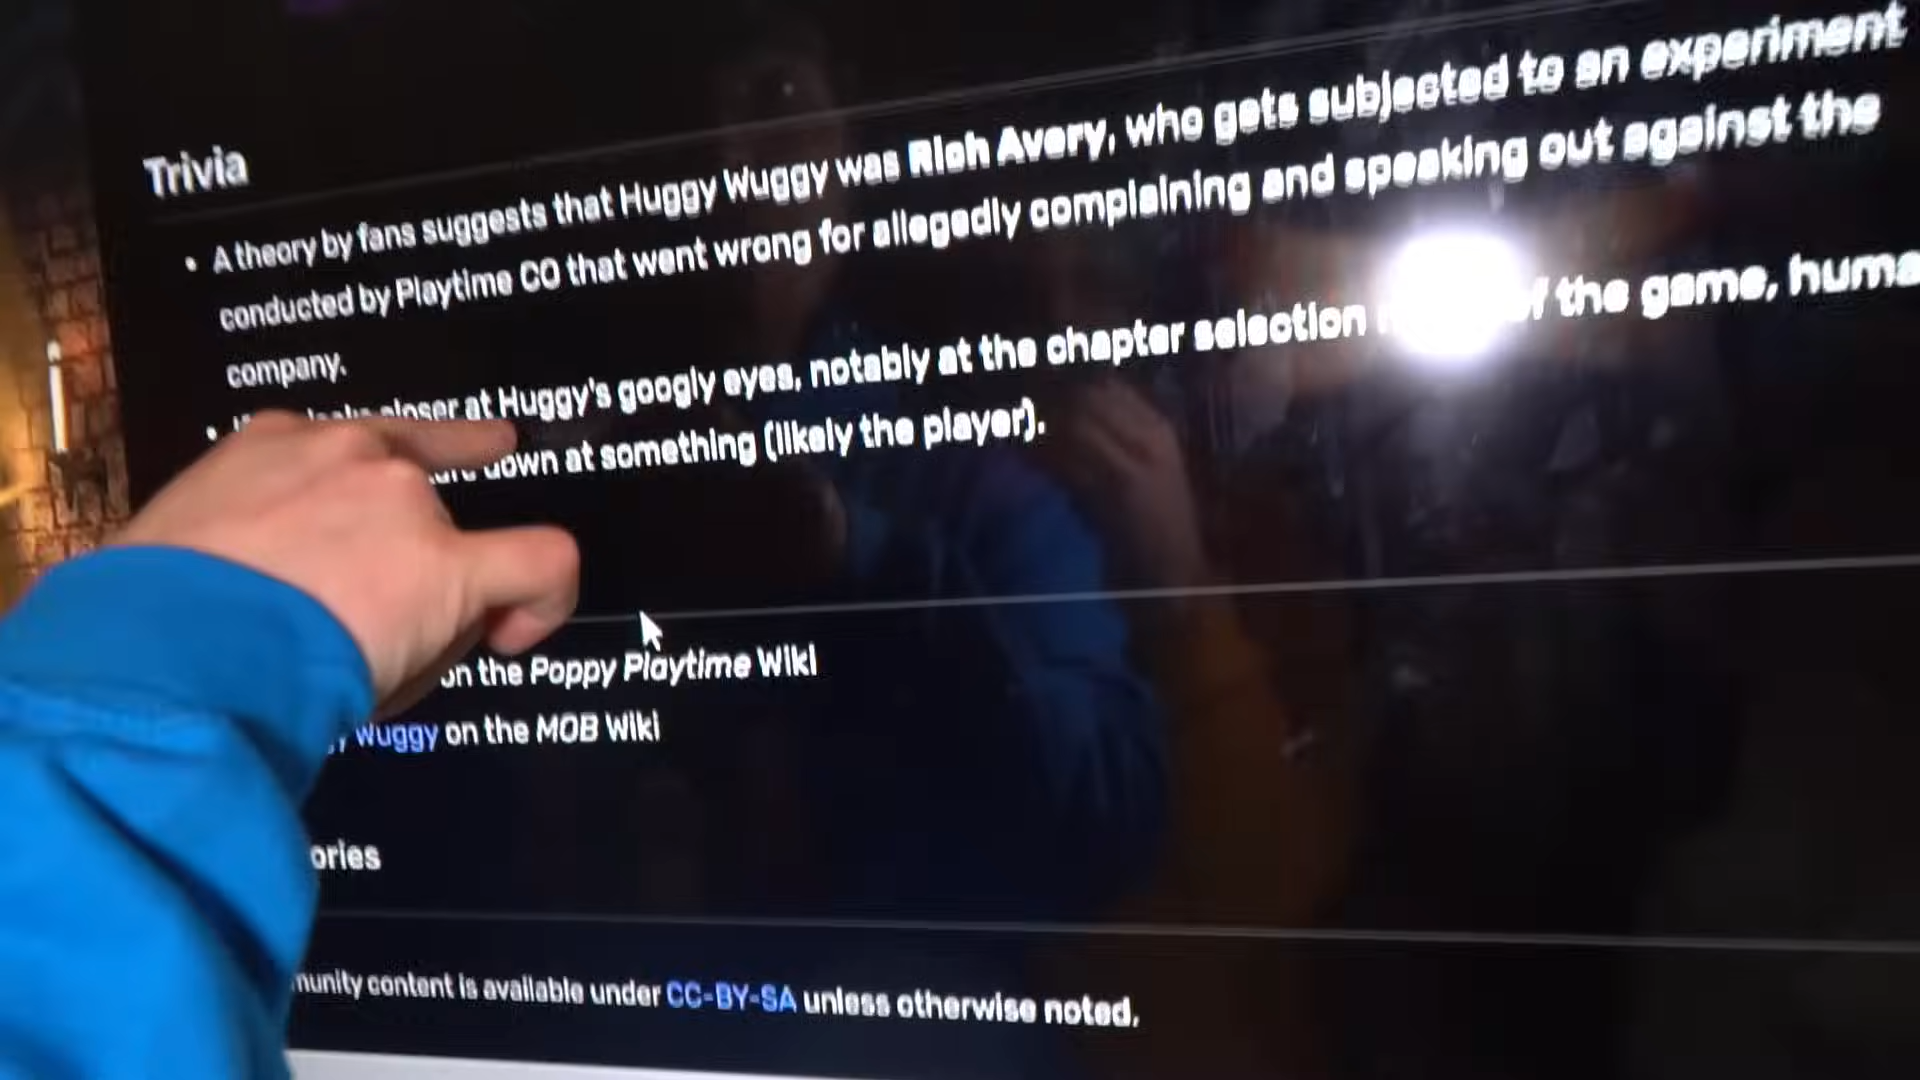 Trivia
• A theory by fans suggests that Huggy Wuggy was Rich Avery, who gets subjected to an experiment
conducted by Playtime CO that went wrong for allegedly complaining and speaking out against the
company.
• closer at Huggy's googly eyes, notably at the chapter selection of the game, huma
down at something (likely the player).
on the Poppy Playtime Wiki
Wuggy on the MOB Wiki
ories
munity content is available under CC-BY-SA unless otherwise noted.